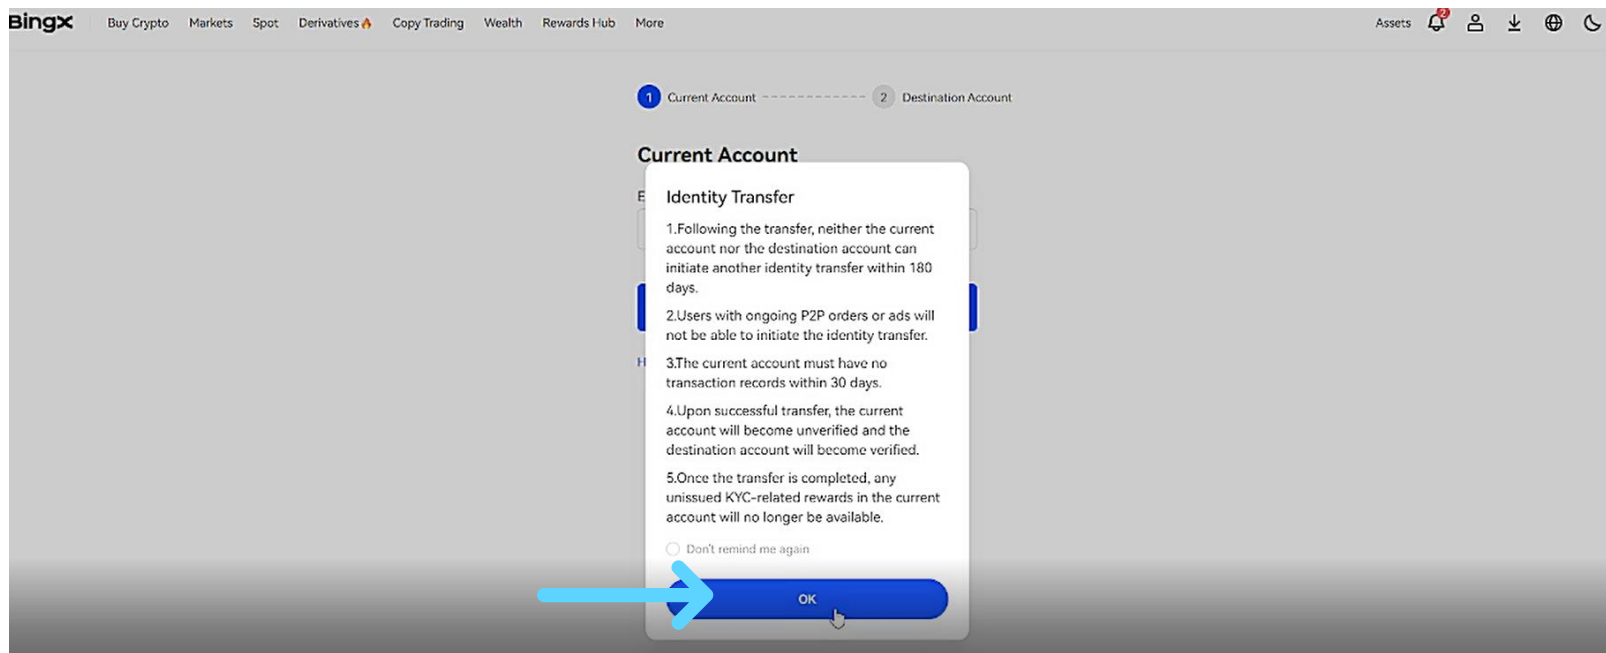 BingX Buy Crypto Markets Spot Derivatives Copy Trading Wealth Rewards Hub More Assets 2
1 Current Account 2 Destination Account
Current Account
E
Identity Transfer
1.Following the transfer, neither the current
account nor the destination account can
initiate another identity transfer within 180
days.
2.Users with ongoing P2P orders or ads will
not be able to initiate the identity transfer.
H
3.The current account must have no
transaction records within 30 days.
4.Upon successful transfer, the current
account will become unverified and the
destination account will become verified.
5.Once the transfer is completed, any
unissued KYC-related rewards in the current
account will no longer be available.
Don't remind me again
OK